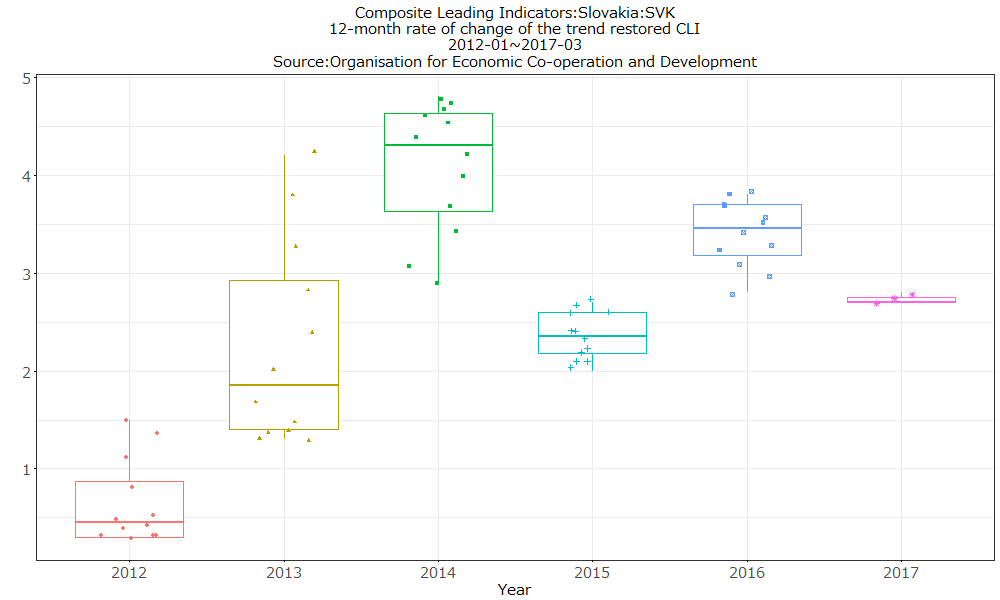 Composite Leading Indicators:Slovakia:SVK
12-month rate of change of the trend restored CLI
2012-01~2017-03
Source:Organisation for Economic Co-operation and Development
5
4
3
2
1
2012 2013 2014 2015 2016 2017
Year